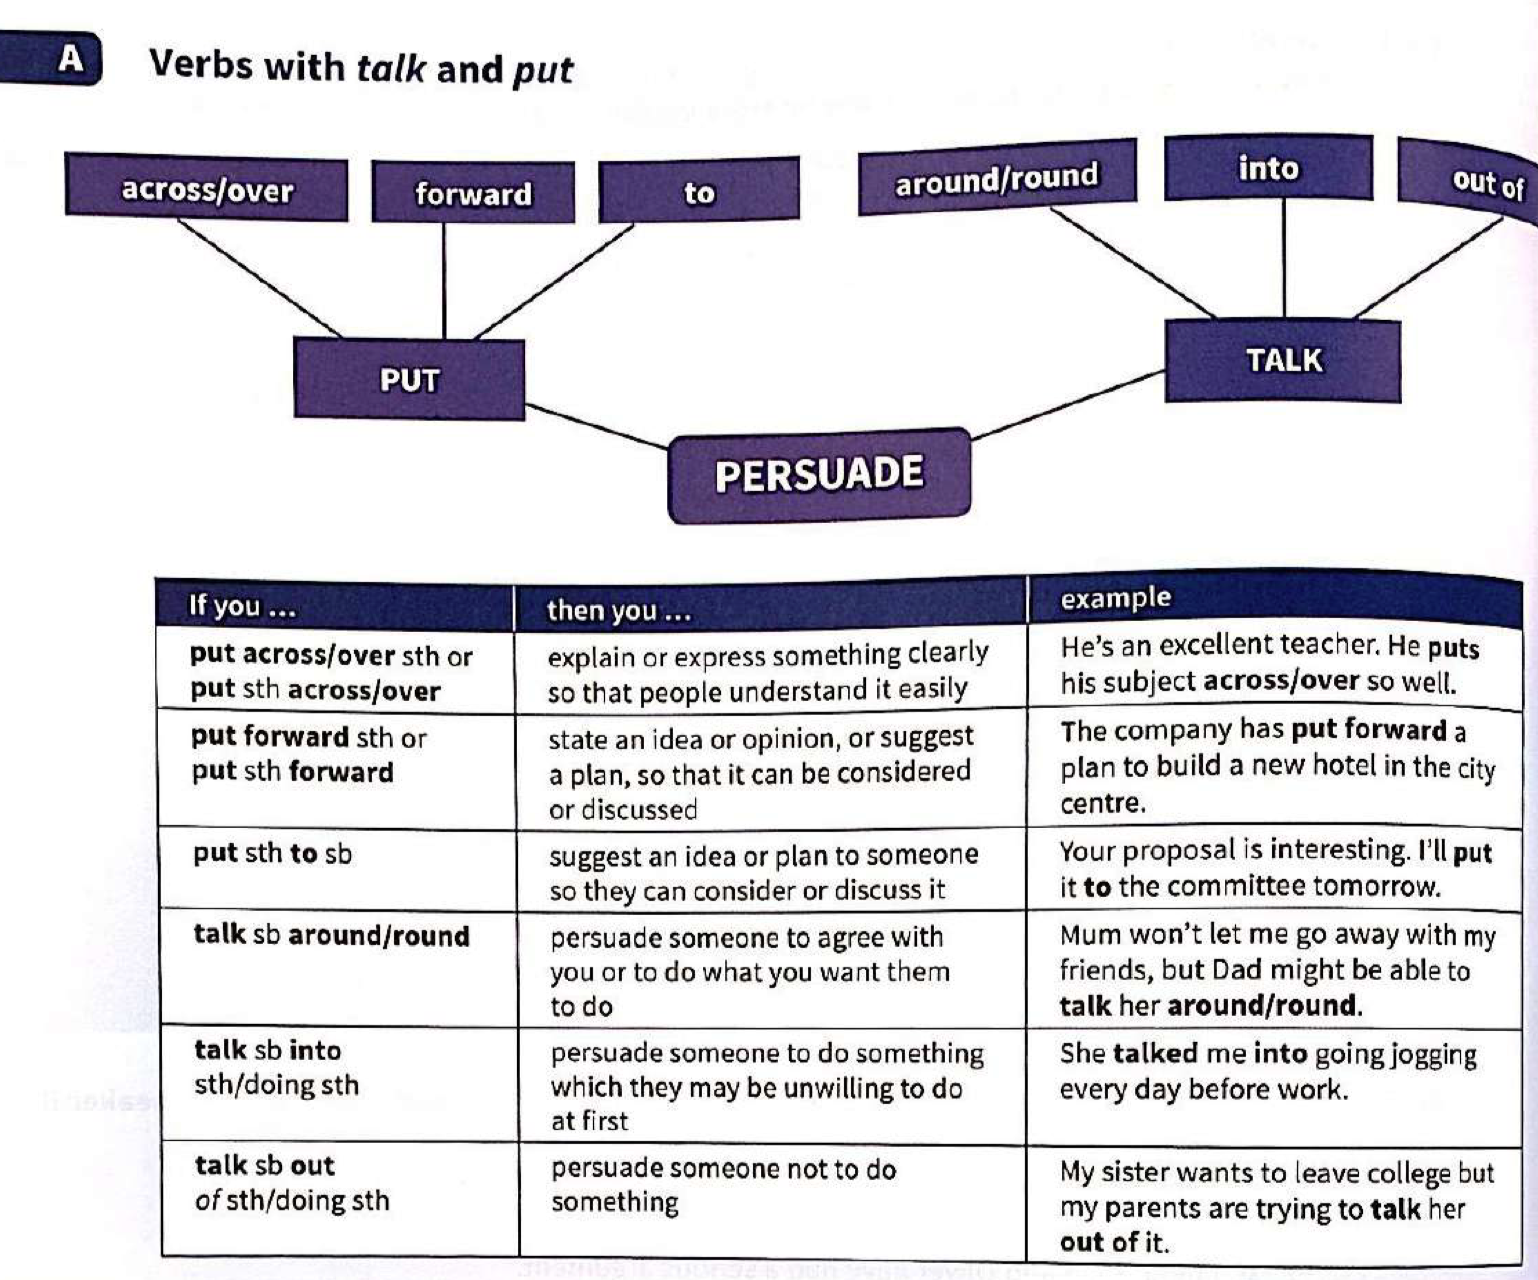 A
Verbs with talk and put
across/over
forward
to
around/round
into
out of
PUT
TALK
PERSUADE
If you ...
then you ...
example
put across/over sth or
put sth across/over
explain or express something clearly
so that people understand it easily
He's an excellent teacher. He puts
his subject across/over so well.
put forward sth or
put sth forward
state an idea or opinion, or suggest
a plan, so that it can be considered
or discussed
The company has put forward a
plan to build a new hotel in the city
centre.
put sth to sb
suggest an idea or plan to someone
so they can consider or discuss it
Your proposal is interesting. I'll put
it to the committee tomorrow.
talk sb around/round
persuade someone to agree with
you or to do what you want them
to do
Mum won't let me go away with my
friends, but Dad might be able to
talk her around/round.
talk sb into
sth/doing sth
persuade someone to do something
which they may be unwilling to do
at first
She talked me into going jogging
every day before work.
talk sb out
of sth/doing sth
persuade someone not to do
something
My sister wants to leave college but
my parents are trying to talk her
out of it.